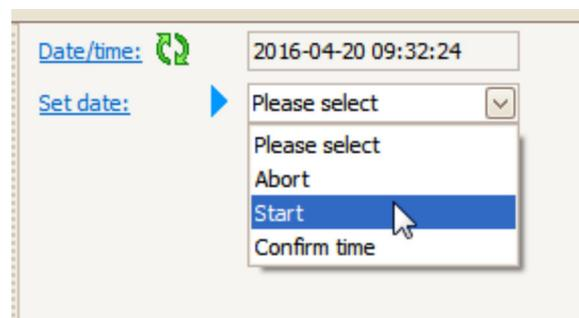 Date/time: 2016-04-20 09:32:24
Set date: Please select
Please select
Abort
Start
Confirm time